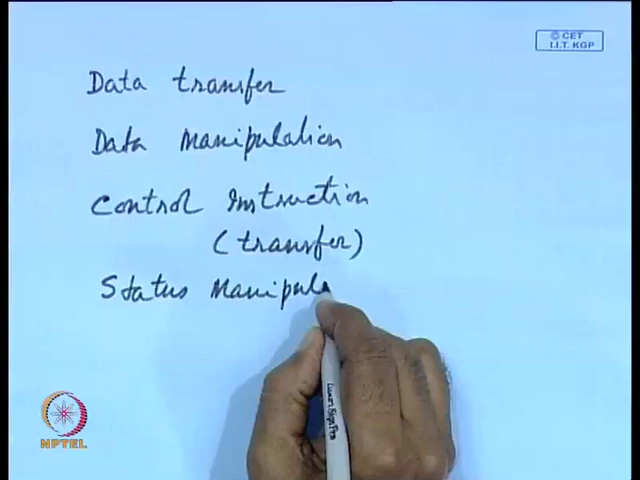 © CET
I.I.T. KGP
Data transfer
Data Manipulation
Control Instruction
(transfer)
Status Manipula
NPTEL